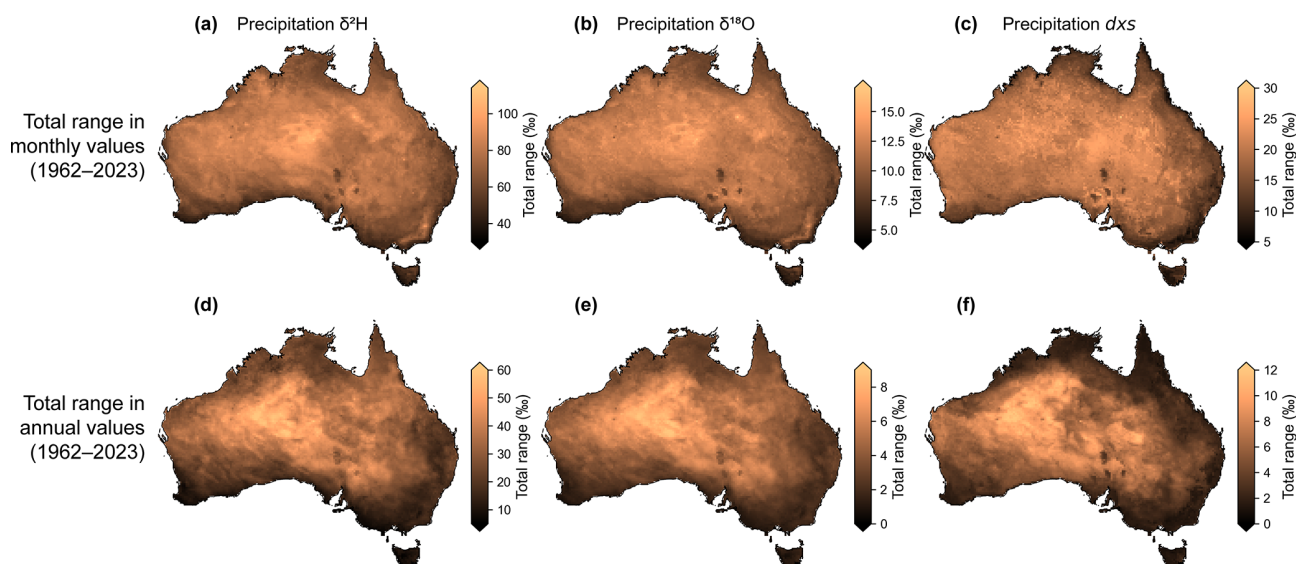 (a) Precipitation δ²H
(b) Precipitation δ¹⁸O
(c) Precipitation dxs
Total range in
monthly values
(1962–2023)
100
80
60
40
Total range (‰)
15.0
12.5
10.0
7.5
5.0
Total range (‰)
30
25
20
15
10
5
Total range (‰)
(d)
(e)
(f)
Total range in
annual values
(1962–2023)
60
50
40
30
20
10
Total range (‰)
8
6
4
2
0
Total range (‰)
12
10
8
6
4
2
0
Total range (‰)